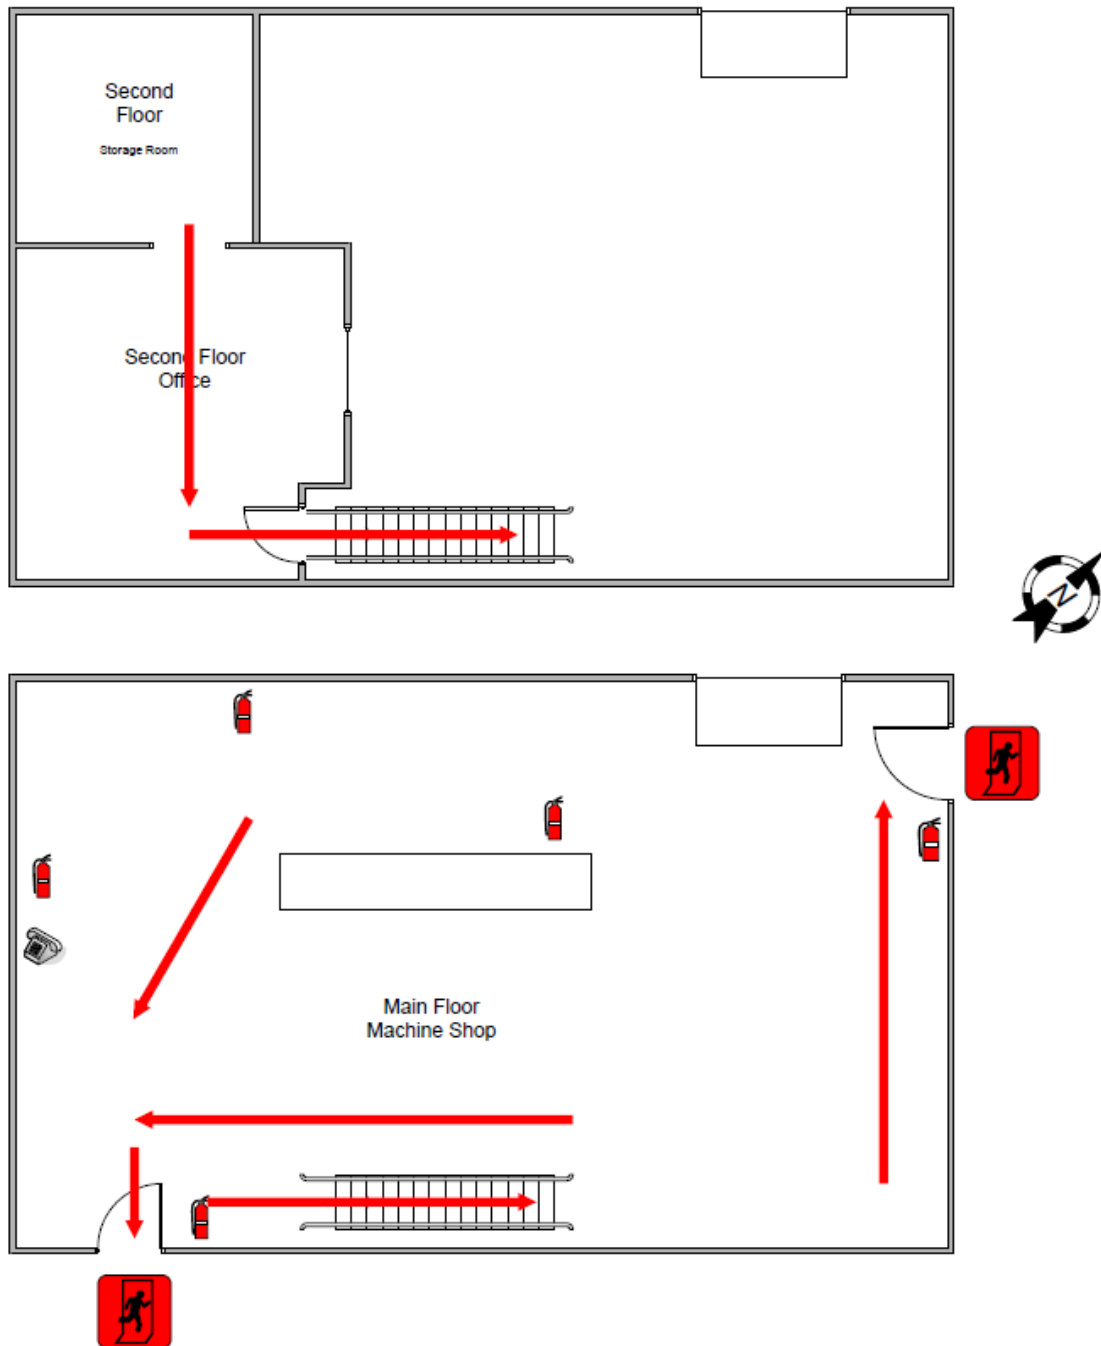 Second
Floor
Storage Room
Second Floor
Office
N
Main Floor
Machine Shop